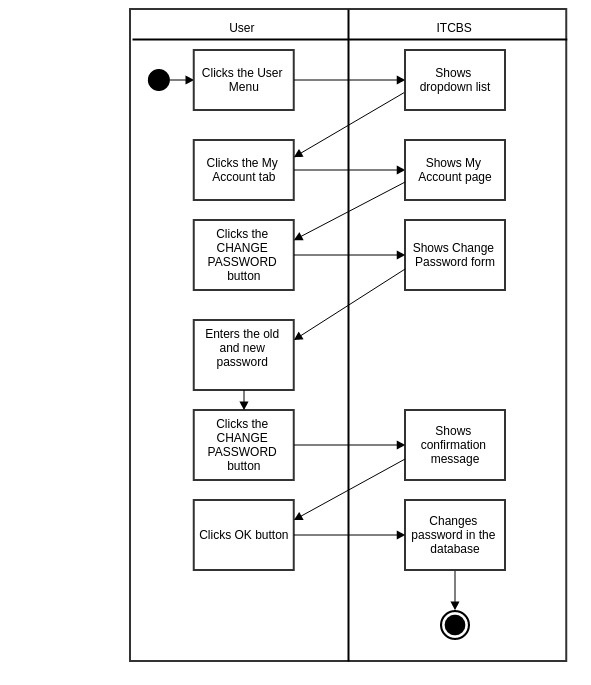 User
ITCBS
Clicks the User
Menu
Shows
dropdown list
Clicks the My
Account tab
Shows My
Account page
Clicks the
CHANGE
PASSWORD
button
Shows Change
Password form
Enters the old
and new
password
Clicks the
CHANGE
PASSWORD
button
Shows
confirmation
message
Clicks OK button
Changes
password in the
database